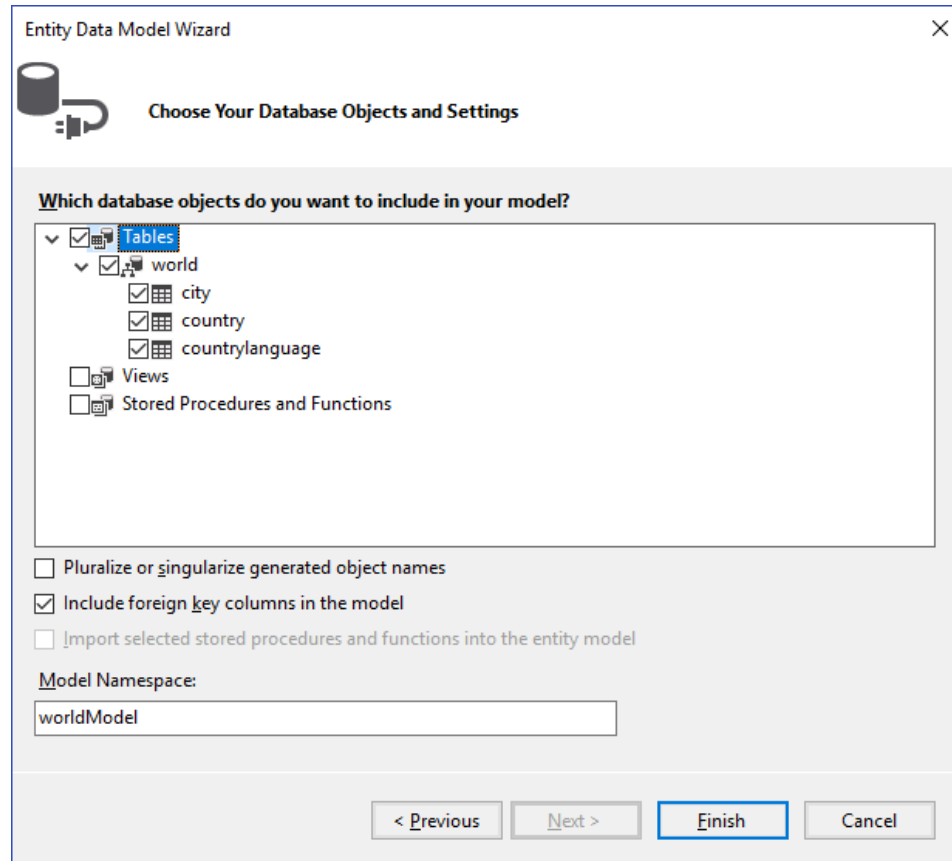 Entity Data Model Wizard
Choose Your Database Objects and Settings
Which database objects do you want to include in your model?
Tables
world
city
country
countrylanguage
Views
Stored Procedures and Functions
Pluralize or singularize generated object names
Include foreign key columns in the model
Import selected stored procedures and functions into the entity model
Model Namespace:
worldModel
< Previous Next > Finish Cancel